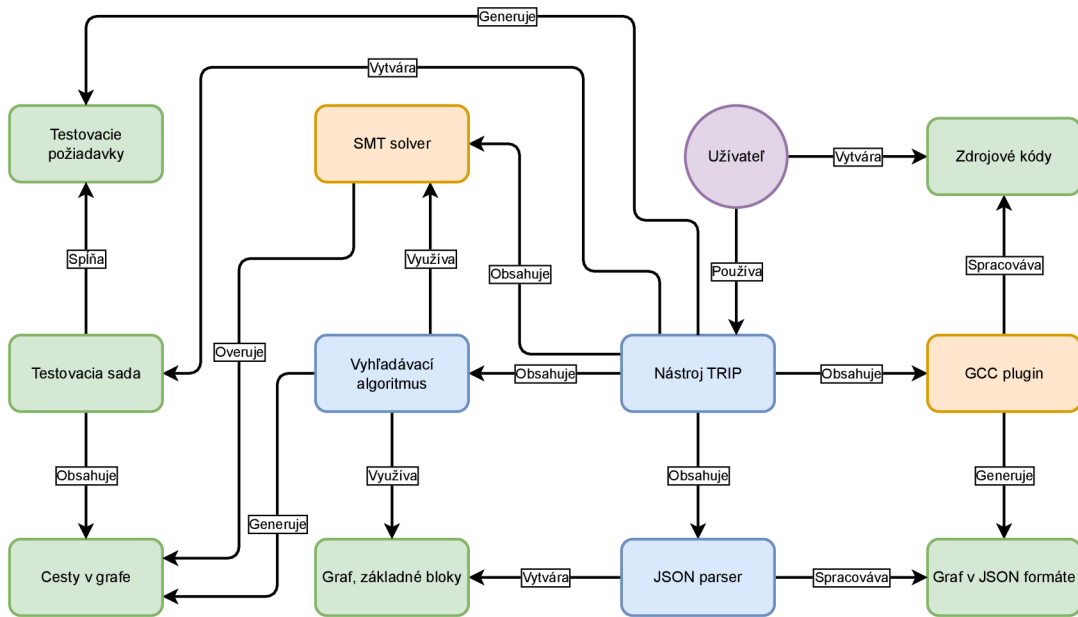 Generuje
Vytvára
Testovacie
požiadavky
SMT solver
Užívateľ
Vytvára
Zdrojové kódy
Spĺňa
Využíva
Obsahuje
Používa
Spracováva
Overuje
Testovacia sada
Vyhľadávací
algoritmus
Obsahuje
Nástroj TRIP
Obsahuje
GCC plugin
Obsahuje
Využíva
Obsahuje
Generuje
Generuje
Cesty v grafe
Graf, základné bloky
Vytvára
JSON parser
Spracováva
Graf v JSON formáte